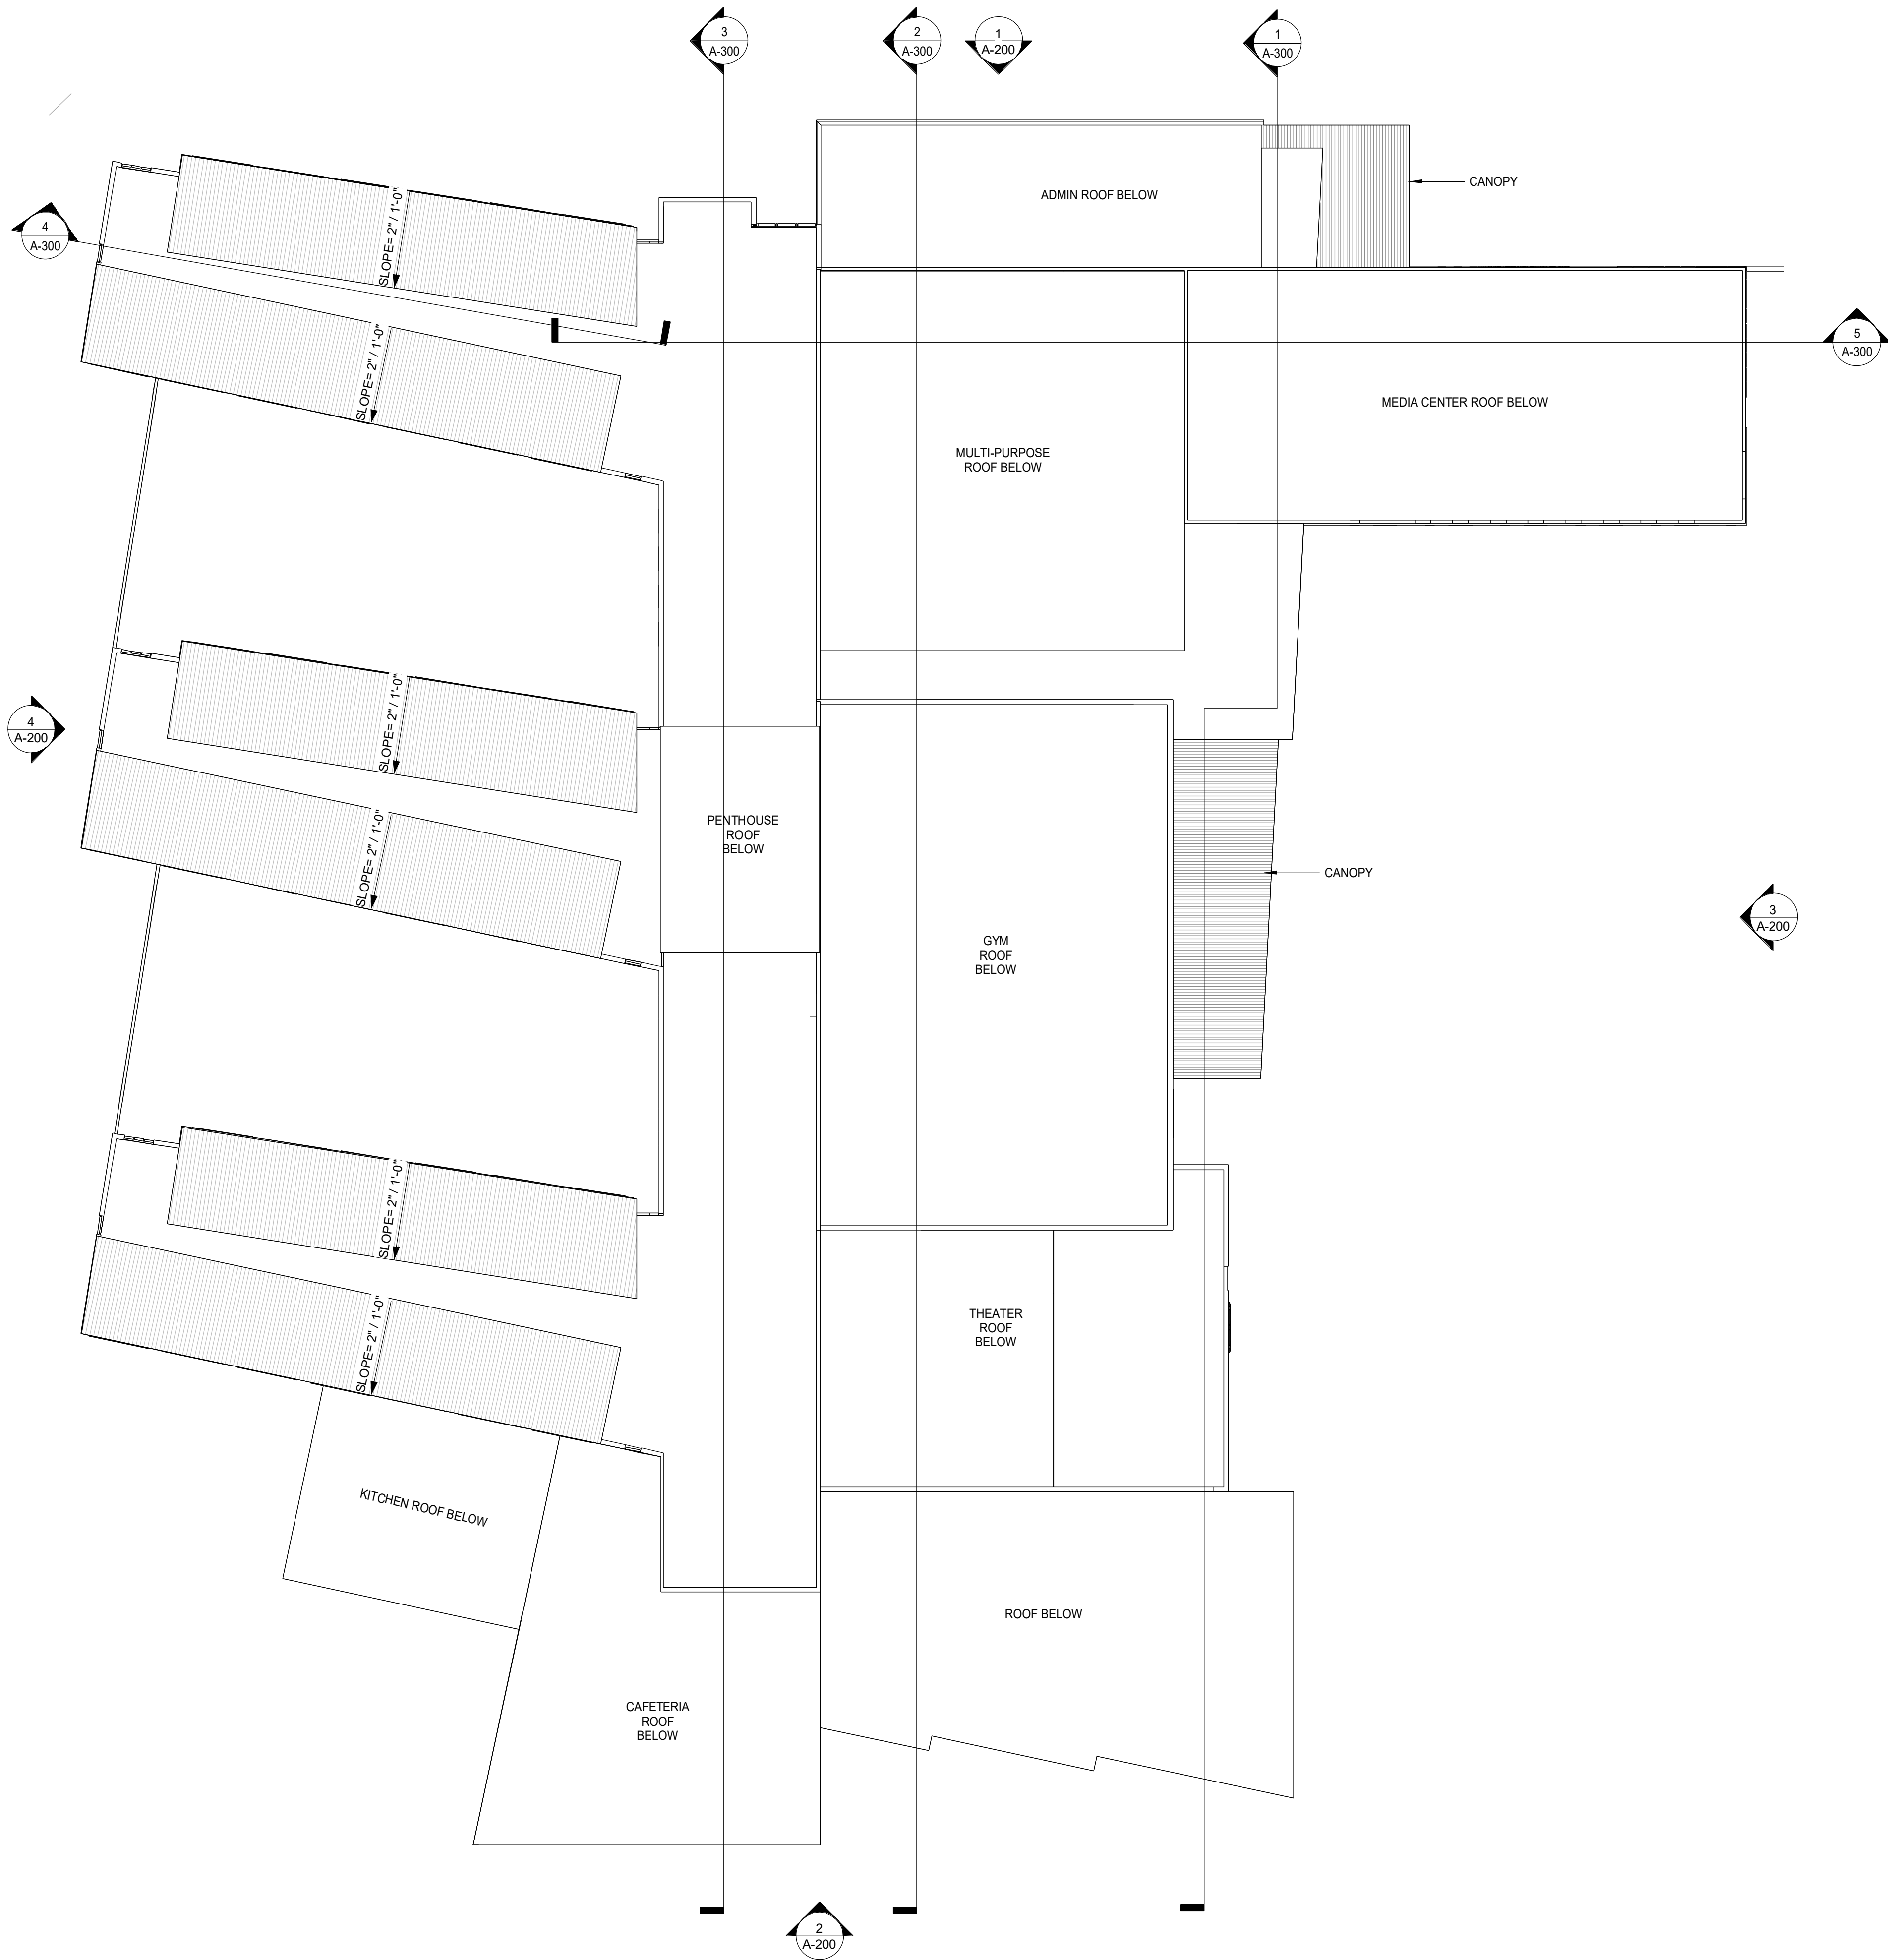 3
A-300
2
A-300
1
A-200
1
A-300
ADMIN ROOF BELOW
CANOPY
SLOPE= 2" / 1'-0"
4
A-300
SLOPE= 2" / 1'-0"
5
A-300
MEDIA CENTER ROOF BELOW
MULTI-PURPOSE
ROOF BELOW
SLOPE= 2" / 1'-0"
4
A-200
SLOPE= 2" / 1'-0"
PENTHOUSE
ROOF
BELOW
CANOPY
3
A-200
GYM
ROOF
BELOW
SLOPE= 2" / 1'-0"
SLOPE= 2" / 1'-0"
THEATER
ROOF
BELOW
KITCHEN ROOF BELOW
ROOF BELOW
CAFETERIA
ROOF
BELOW
2
A-200